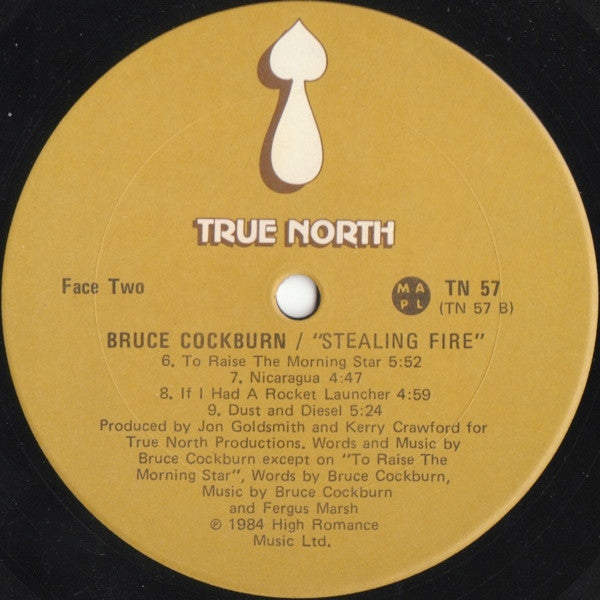 TRUE NORTH
Face Two
M A
P L
TN 57
(TN 57 B)
BRUCE COCKBURN / "STEALING FIRE"
6. To Raise The Morning Star 5:52
7. Nicaragua 4:47
8. If I Had A Rocket Launcher 4:59
9. Dust and Diesel 5:24
Produced by Jon Goldsmith and Kerry Crawford for
True North Productions. Words and Music by
Bruce Cockburn except on "To Raise The
Morning Star", Words by Bruce Cockburn,
Music by Bruce Cockburn
and Fergus Marsh
℗ 1984 High Romance
Music Ltd.